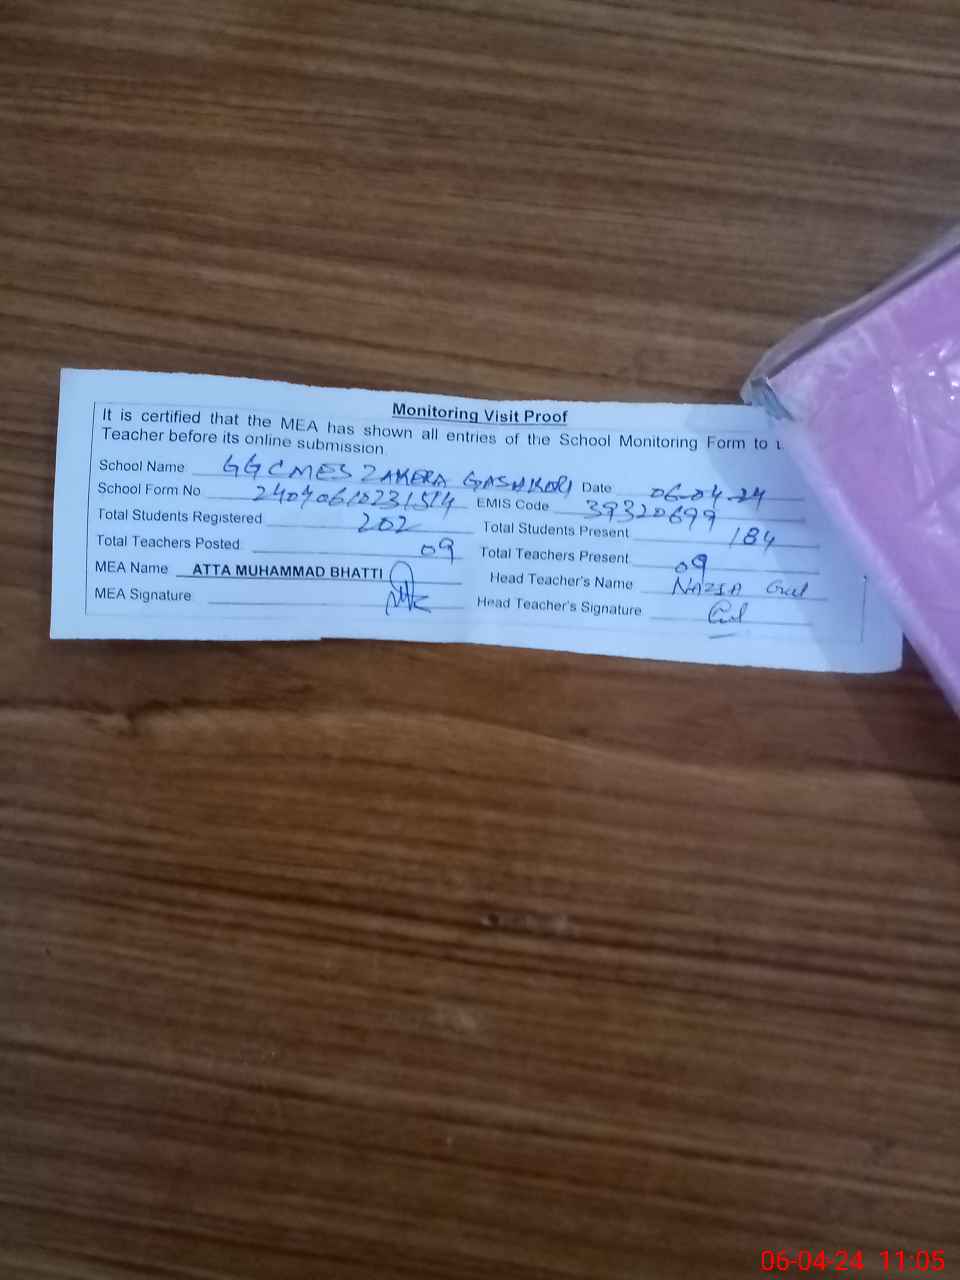 Monitoring Visit Proof
It is certified that the MEA has shown all entries of the School Monitoring Form to
Teacher before its online submission.
School Name GGCMES ZAKERA GASHKORI Date 06-04-24
School Form No EMIS Code 39320699
Total Students Registered 202 Total Students Present 184
Total Teachers Posted 09 Total Teachers Present 09
MEA Name ATTA MUHAMMAD BHATTI Head Teacher's Name NAZIA Gul
MEA Signature Head Teacher's Signature Gul
06-04-24 11:05